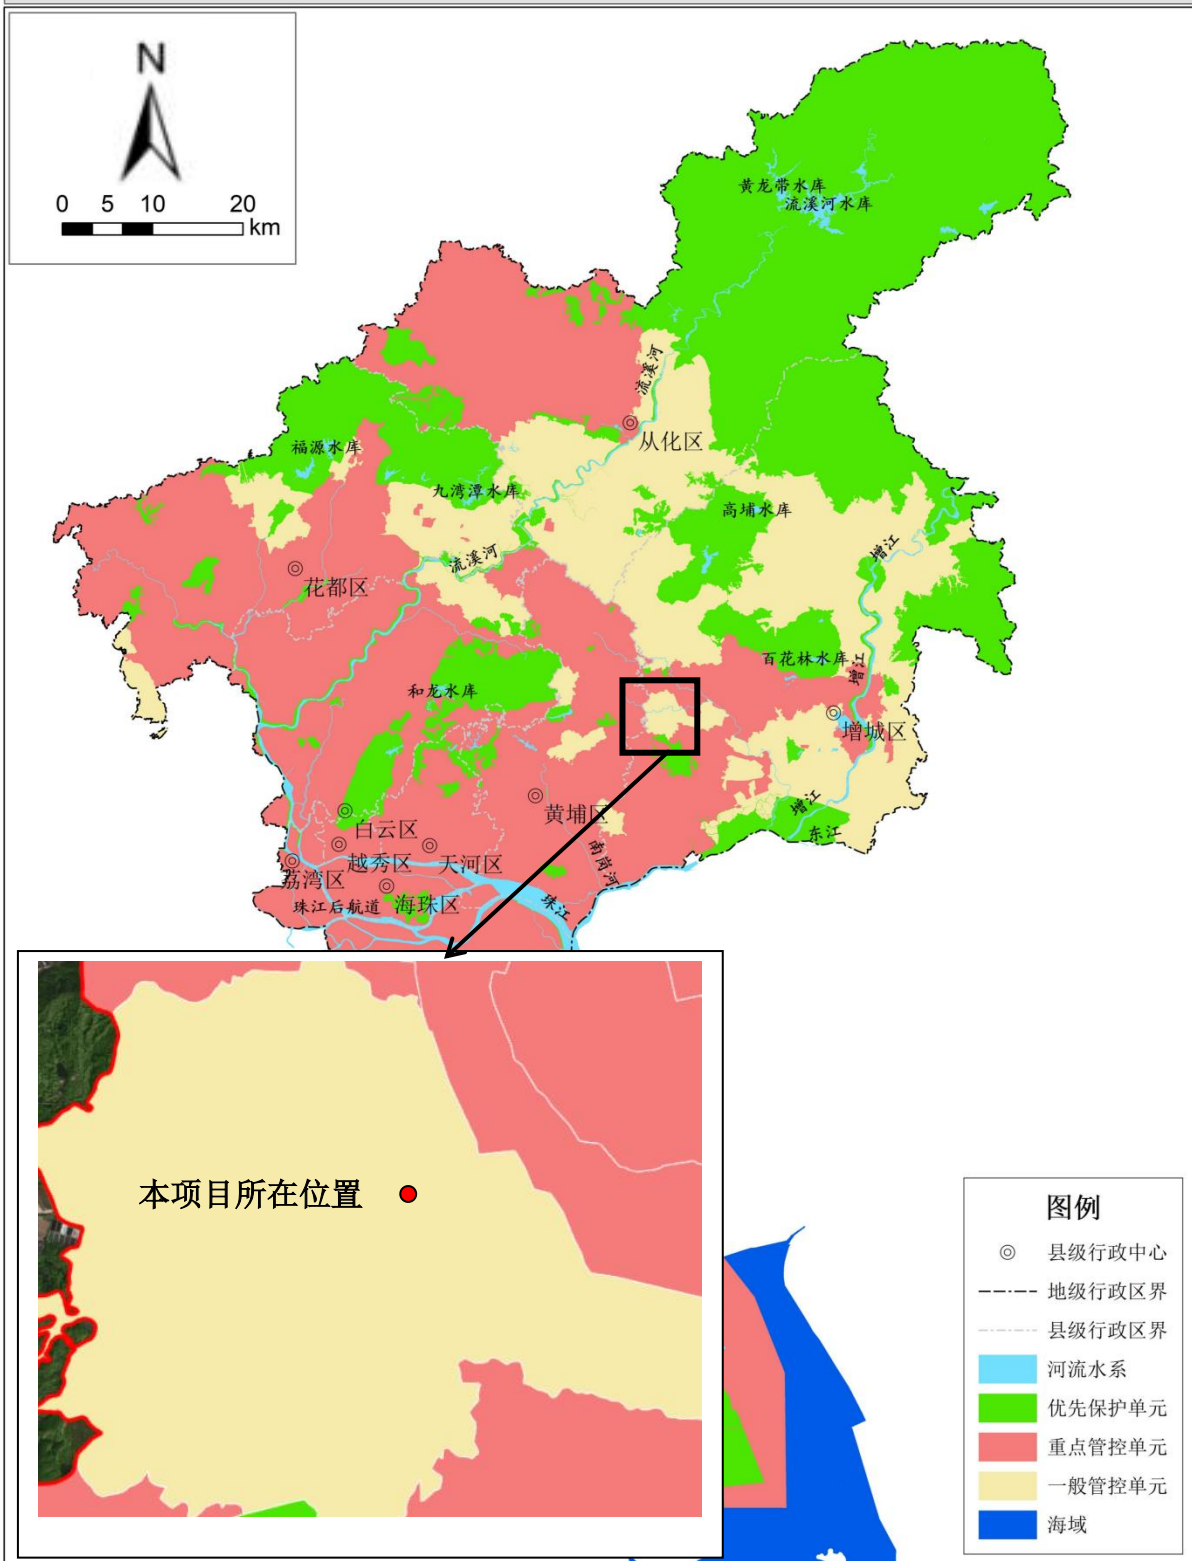 N
0 5 10 20
km
黄龙带水库
流溪河水库
流溪河
从化区
福源水库
九湾潭水库
高埔水库
增江
流溪河
花都区
百花林水库
增江
和龙水库
增城区
黄埔区
增江
白云区
东江
越秀区
天河区
南岗河
荔湾区
珠江后航道
海珠区
珠江
本项目所在位置
图例
县级行政中心
地级行政区界
县级行政区界
河流水系
优先保护单元
重点管控单元
一般管控单元
海域